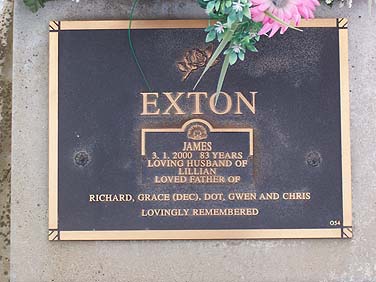 EXTON
JAMES
3. 1. 2000 83 YEARS
LOVING HUSBAND OF
LILLIAN
LOVED FATHER OF
RICHARD, GRACE (DEC), DOT, GWEN AND CHRIS
LOVINGLY REMEMBERED
G54